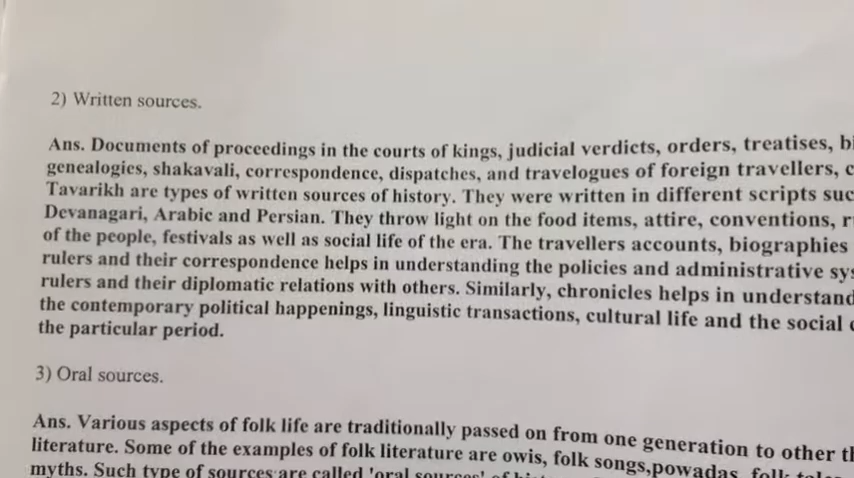 2) Written sources.
Ans. Documents of proceedings in the courts of kings, judicial verdicts, orders, treatises,
genealogies, shakavali, correspondence, dispatches, and travelogues of foreign travellers,
Tavarikh are types of written sources of history. They were written in different scripts
Devanagari, Arabic and Persian. They throw light on the food items, attire, conventions,
of the people, festivals as well as social life of the era. The travellers accounts, biographies
rulers and their correspondence helps in understanding the policies and administrative
rulers and their diplomatic relations with others. Similarly, chronicles helps in
the contemporary political happenings, linguistic transactions, cultural life and the social
the particular period.
3) Oral sources.
Ans. Various aspects of folk life are traditionally passed on from one generation to other
literature. Some of the examples of folk literature are owis, folk songs,powadas,
myths. Such type of sources are called 'oral sources' of